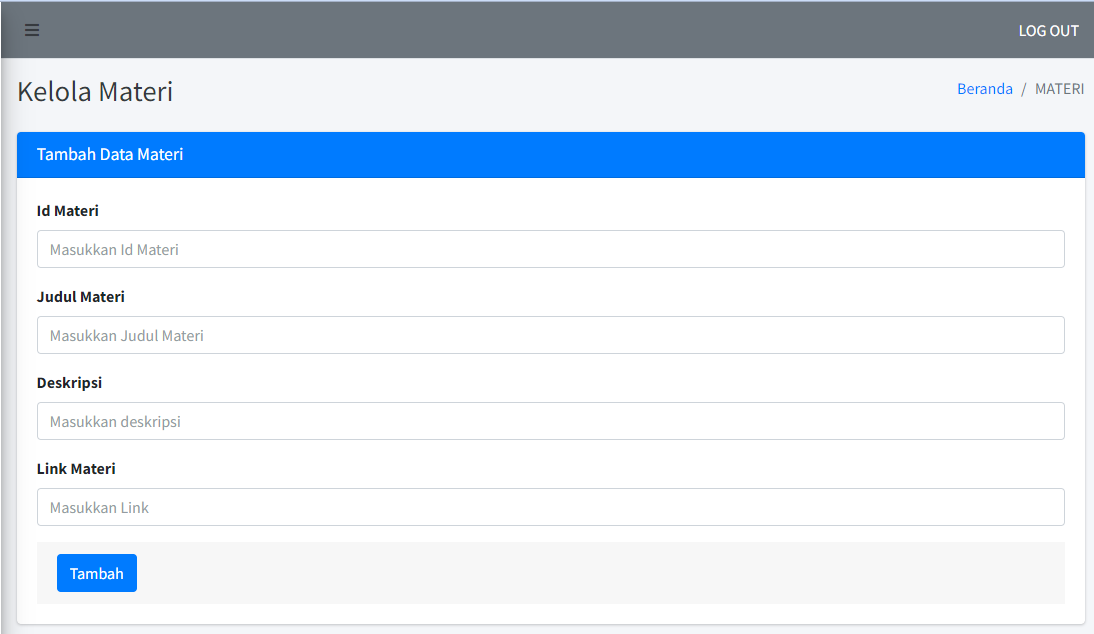 LOG OUT
Kelola Materi
Beranda / MATERI
Tambah Data Materi
Id Materi
Masukkan Id Materi
Judul Materi
Masukkan Judul Materi
Deskripsi
Masukkan deskripsi
Link Materi
Masukkan Link
Tambah